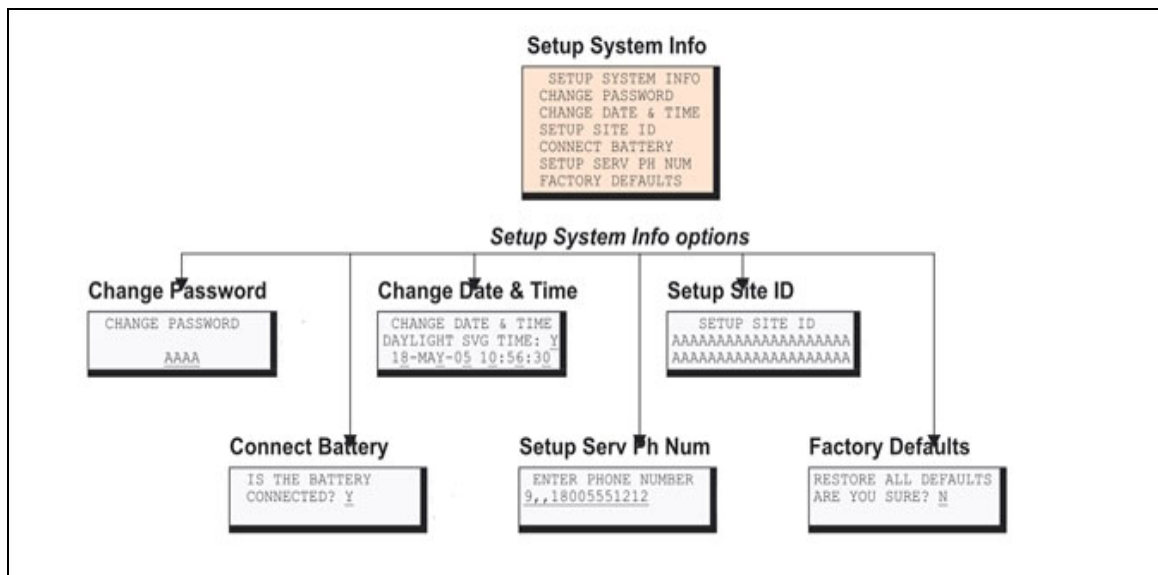 Setup System Info
SETUP SYSTEM INFO
CHANGE PASSWORD
CHANGE DATE & TIME
SETUP SITE ID
CONNECT BATTERY
SETUP SERV PH NUM
FACTORY DEFAULTS
Setup System Info options
Change Password
CHANGE PASSWORD
AAAA
Change Date & Time
CHANGE DATE & TIME
DAYLIGHT SVG TIME: Y
18-MAY-05 10:56:30
Setup Site ID
SETUP SITE ID
AAAAAAAAAAAAAAAAAAAA
AAAAAAAAAAAAAAAAAAAA
Connect Battery
IS THE BATTERY
CONNECTED? Y
Setup Serv Ph Num
ENTER PHONE NUMBER
9,,18005551212
Factory Defaults
RESTORE ALL DEFAULTS
ARE YOU SURE? N